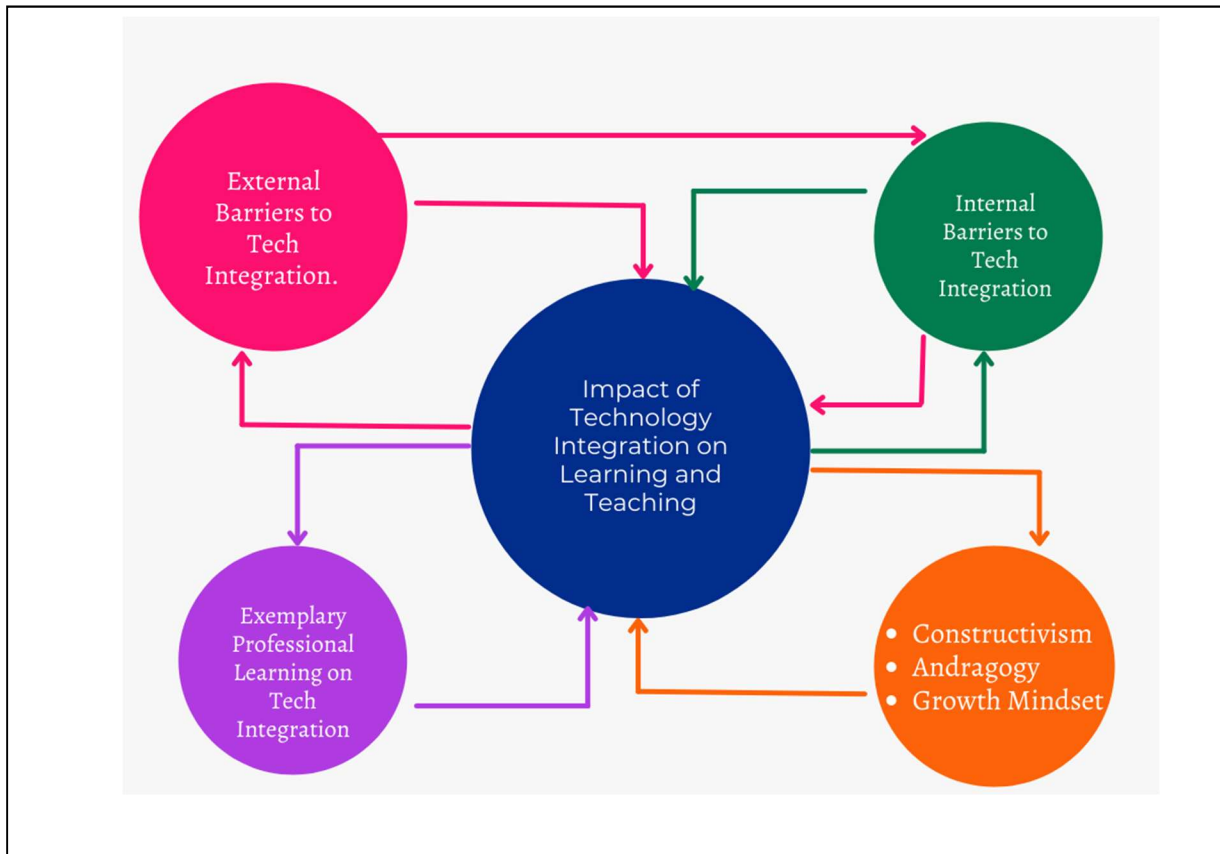 External
Barriers to
Tech
Integration.
Internal
Barriers to
Tech
Integration
Impact of
Technology
Integration on
Learning and
Teaching
Exemplary
Professional
Learning on
Tech
Integration
• Constructivism
• Andragogy
• Growth Mindset